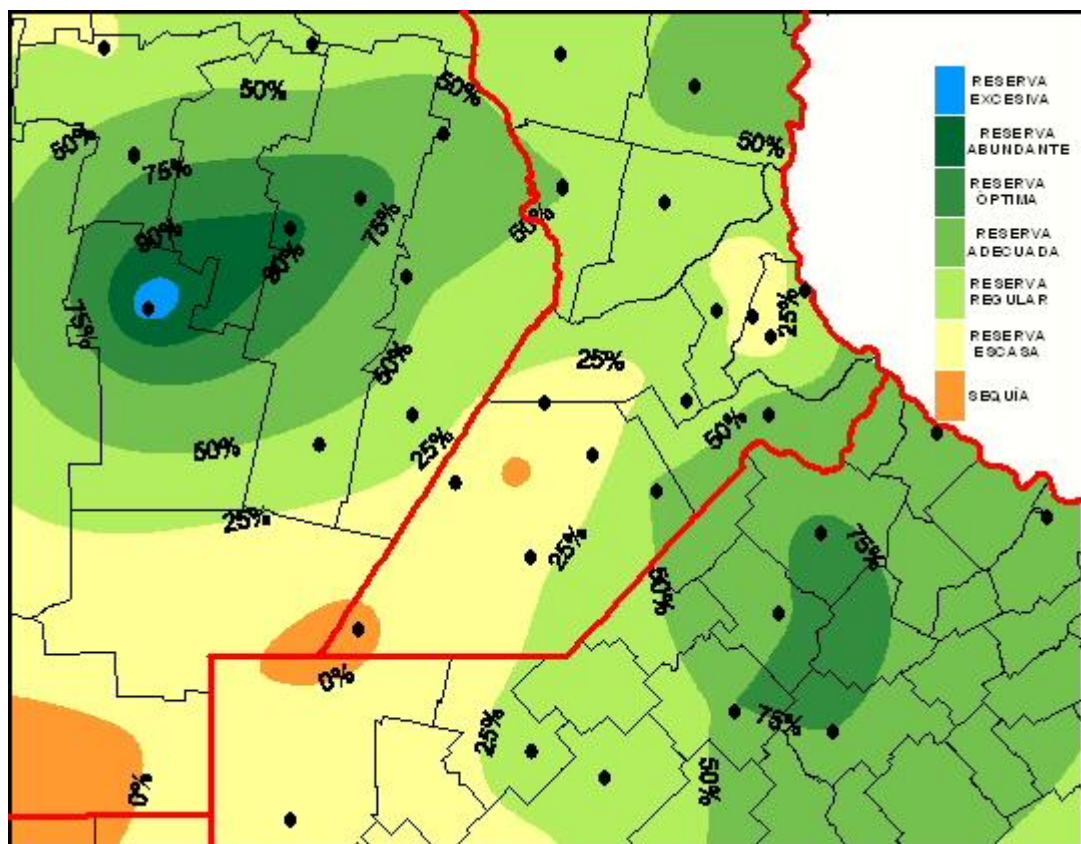 50%
50%
50%
50%
75%
75%
90%
50%
90%
75%
25%
25%
50%
50%
25%
50%
25%
25%
25%
75%
50%
0%
25%
75%
50%
0%
RESERVA
EXCESIVA
RESERVA
ABUNDANTE
RESERVA
ÓPTIMA
RESERVA
ADECUADA
RESERVA
REGULAR
RESERVA
ESCASA
SEQUÍA